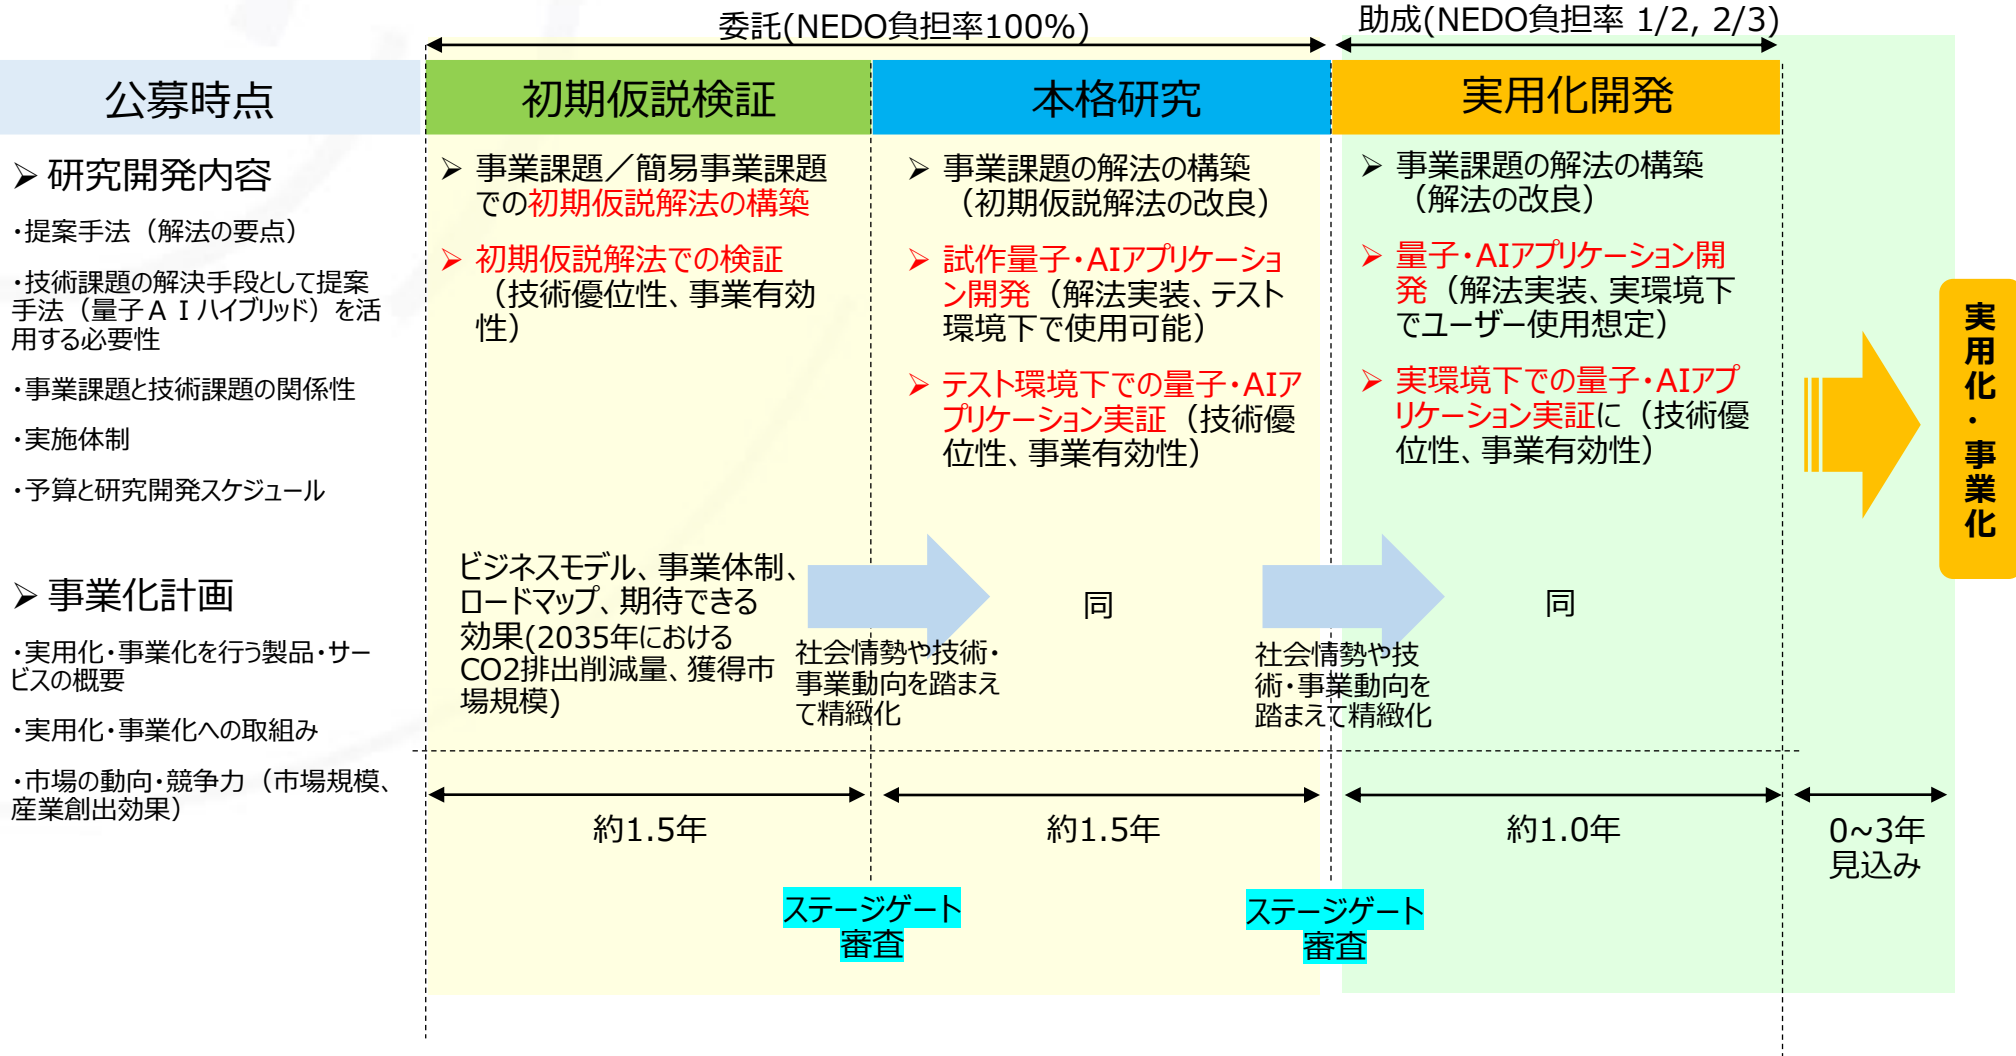 委託(NEDO負担率100%)
助成(NEDO負担率 1/2, 2/3)
公募時点
➢ 研究開発内容
・提案手法（解法の要点）
・技術課題の解決手段として提案
手法（量子ＡＩハイブリッド）を活
用する必要性
・事業課題と技術課題の関係性
・実施体制
・予算と研究開発スケジュール
➢ 事業化計画
・実用化・事業化を行う製品・サー
ビスの概要
・実用化・事業化への取組み
・市場の動向・競争力（市場規模、
産業創出効果）
初期仮説検証
➢ 事業課題／簡易事業課題
での初期仮説解法の構築
➢ 初期仮説解法での検証
（技術優位性、事業有効
性）
ビジネスモデル、事業体制、
ロードマップ、期待できる
効果(2035年における
CO2排出削減量、獲得市
場規模)
社会情勢や技術・
事業動向を踏まえ
て精緻化
約1.5年
ステージゲート
審査
本格研究
➢ 事業課題の解法の構築
（初期仮説解法の改良）
➢ 試作量子・AIアプリケーショ
ン開発（解法実装、テスト
環境下で使用可能）
➢ テスト環境下での量子・AIア
プリケーション実証（技術優
位性、事業有効性）
同
社会情勢や技
術・事業動向を
踏まえて精緻化
約1.5年
ステージゲート
審査
実用化開発
➢ 事業課題の解法の構築
（解法の改良）
➢ 量子・AIアプリケーション開
発（解法実装、実環境下
でユーザー使用想定）
➢ 実環境下での量子・AIアプ
リケーション実証に（技術優
位性、事業有効性）
同
約1.0年
0~3年
見込み
実用化・事業化